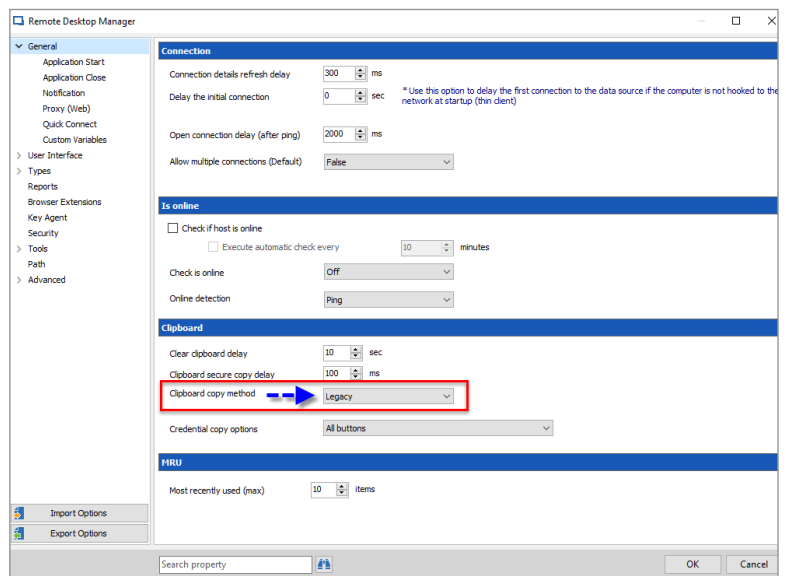 Remote Desktop Manager
General
Application Start
Application Close
Notification
Proxy (Web)
Quick Connect
Custom Variables
User Interface
Types
Reports
Browser Extensions
Key Agent
Security
Tools
Path
Advanced
Import Options
Export Options
Connection
Connection details refresh delay 300 ms
Delay the initial connection 0 sec
* Use this option to delay the first connection to the data source if the computer is not hooked to the
network at startup (thin client)
Open connection delay (after ping) 2000 ms
Allow multiple connections (Default) False
Is online
Check if host is online
Execute automatic check every 10 minutes
Check is online Off
Online detection Ping
Clipboard
Clear clipboard delay 10 sec
Clipboard secure copy delay 100 ms
Clipboard copy method Legacy
Credential copy options All buttons
MRU
Most recently used (max) 10 items
Search property
OK Cancel